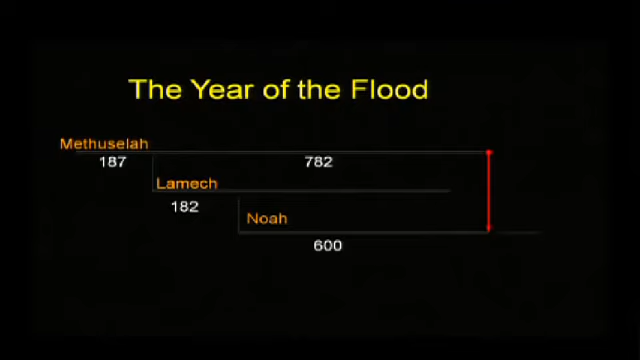 The Year of the Flood
Methuselah
187 782
Lamech
182
Noah
600